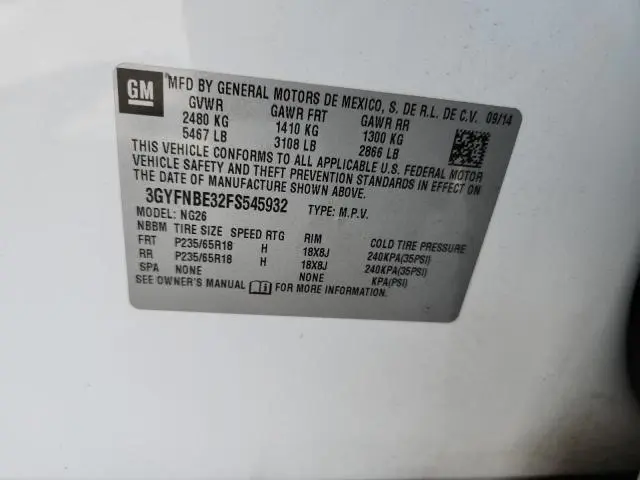 GM
MFD BY GENERAL MOTORS DE MEXICO, S. DE R.L. DE C.V. 09/14
GVWR GAWR FRT GAWR RR
2480 KG 1410 KG 1300 KG
5467 LB 3108 LB 2866 LB
THIS VEHICLE CONFORMS TO ALL APPLICABLE U.S. FEDERAL MOTOR
VEHICLE SAFETY AND THEFT PREVENTION STANDARDS IN EFFECT ON
THE DATE OF MANUFACTURE SHOWN ABOVE.
3GYFNBE32FS545932 TYPE: M.P.V.
MODEL: NG26
NBBM TIRE SIZE SPEED RTG RIM COLD TIRE PRESSURE
FRT P235/65R18 H 18X8J 240KPA(35PSI)
RR P235/65R18 H 18X8J 240KPA(35PSI)
SPA NONE NONE KPA(PSI)
SEE OWNER'S MANUAL FOR MORE INFORMATION.